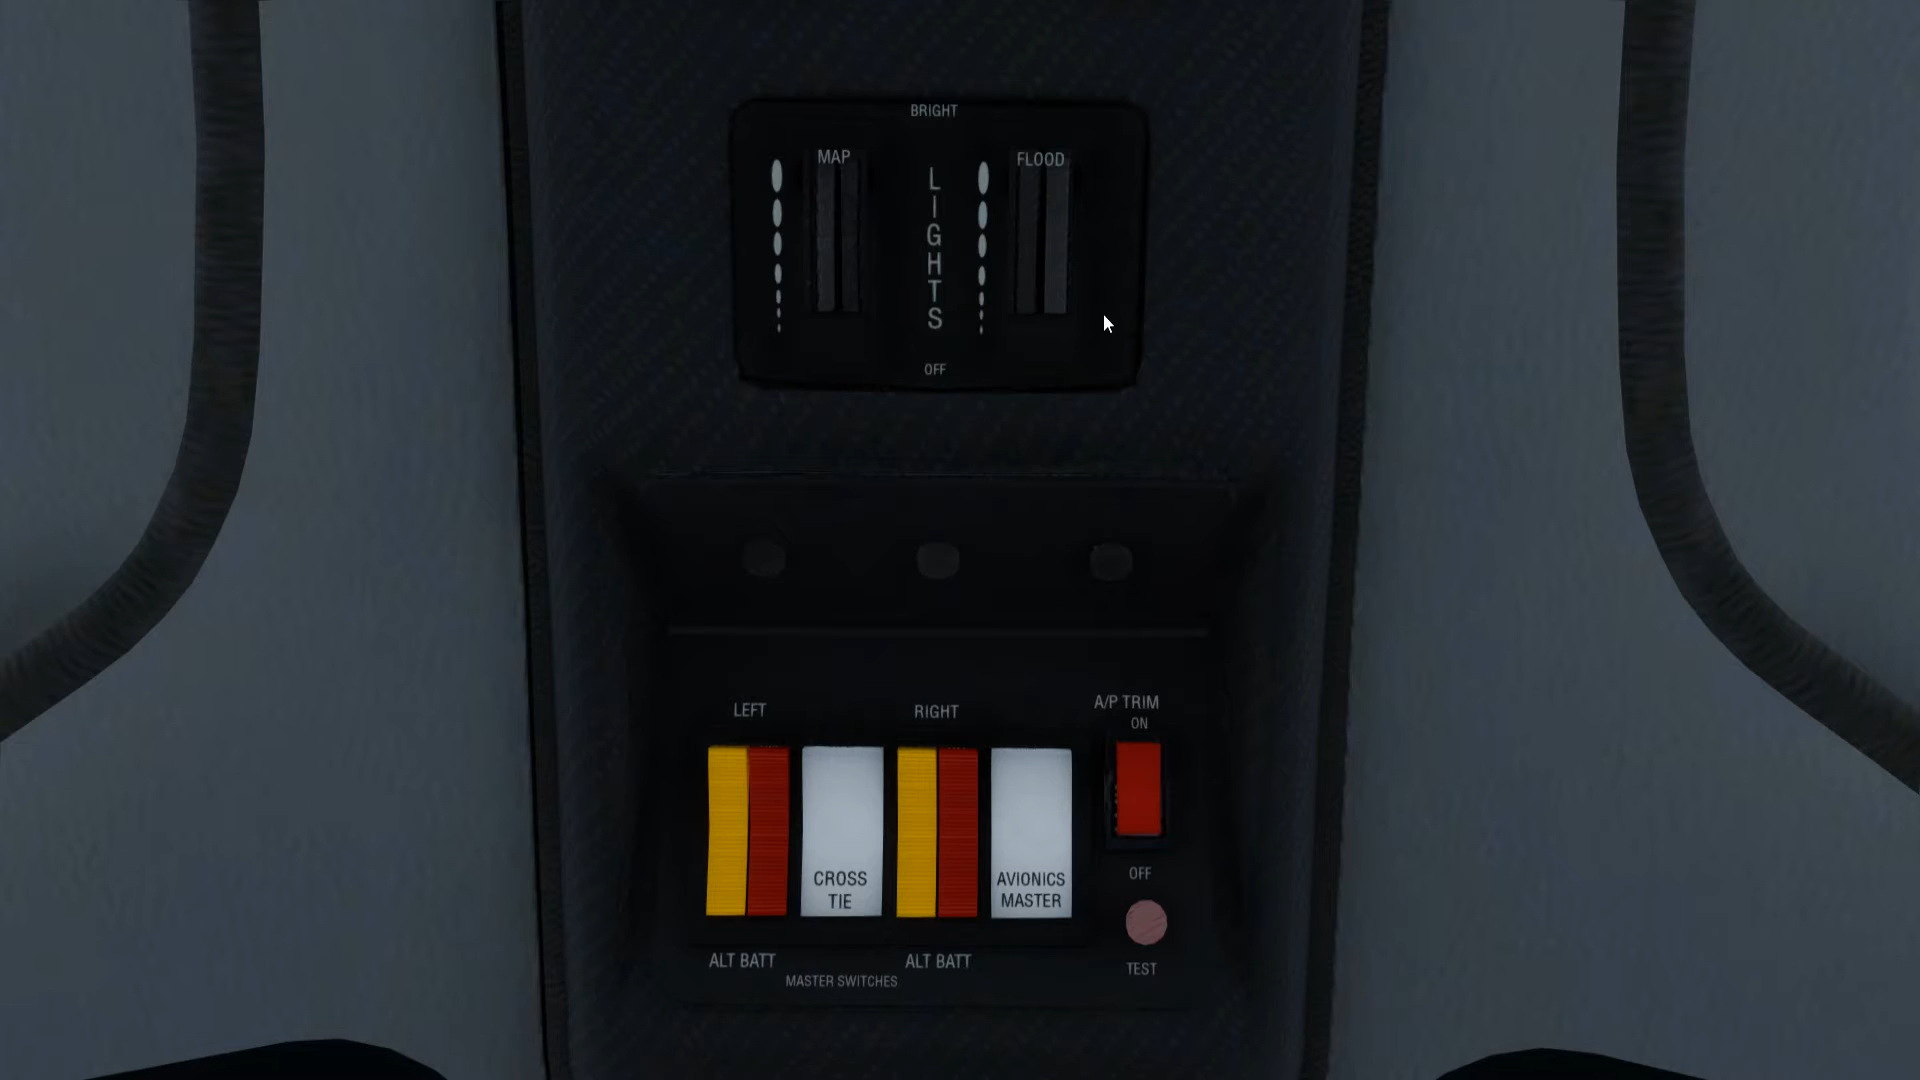 BRIGHT
MAP
FLOOD
LIGHTS
OFF
LEFT
RIGHT
A/P TRIM
ON
CROSS
TIE
AVIONICS
MASTER
OFF
ALT BATT
ALT BATT
TEST
MASTER SWITCHES